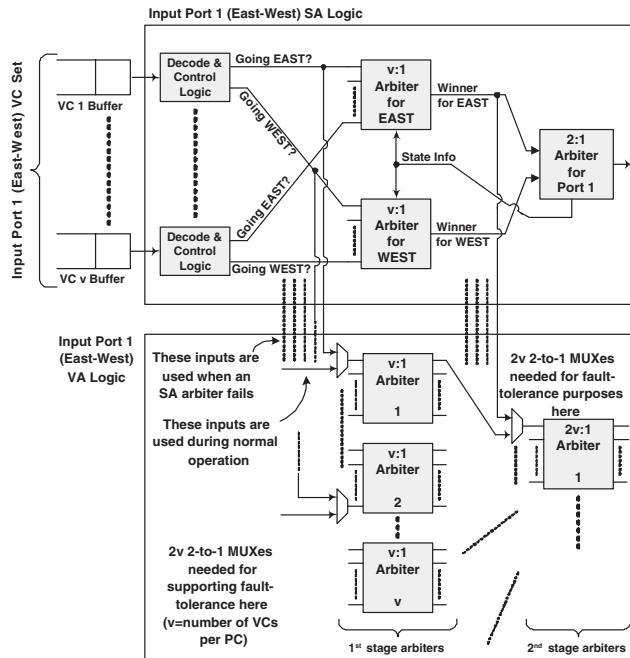 Input Port 1 (East-West) SA Logic
Input Port 1 (East-West) VC Set
VC 1 Buffer
VC v Buffer
Decode &
Control
Logic
Decode &
Control
Logic
Going EAST?
Going WEST?
Going EAST?
Going WEST?
v:1
Arbiter
for
EAST
State Info
v:1
Arbiter
for
WEST
Winner
for EAST
Winner
for WEST
2:1
Arbiter
for
Port 1
Input Port 1
(East-West)
VA Logic
These inputs are
used when an
SA arbiter fails
These inputs are
used during normal
operation
2v 2-to-1 MUXes
needed for
supporting fault-
tolerance here
(v=number of VCs
per PC)
v:1
Arbiter
1
v:1
Arbiter
2
v:1
Arbiter
v
2v 2-to-1 MUXes
needed for fault-
tolerance purposes
here
2v:1
Arbiter
1
1st stage arbiters
2nd stage arbiters